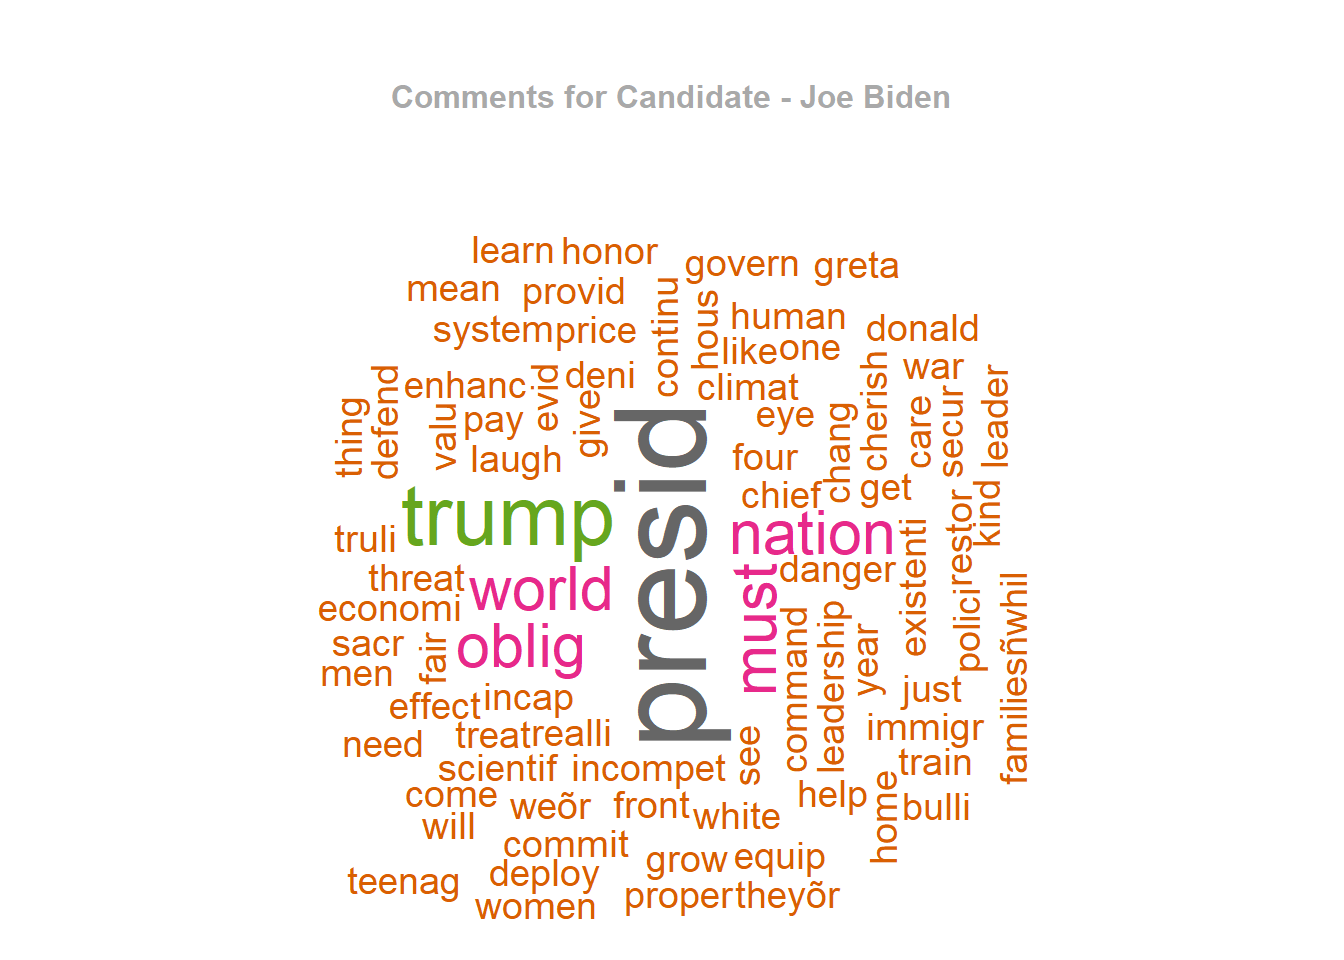 Comments for Candidate - Joe Biden
learn honor
govern greta
mean provid
continu
hous
human
donald
system price
like one
war
enhanc evid deni
climat
cherish
leader
thing
defend
valu
pay
give
eye
chang
care
secur
laugh
four
chief
get
kind
presid
trump
nation
truli
restor
threat
world
must
danger
existenti
economi
oblig
sacr
fair
men
command
leadership
year
polici
familiesñwhil
effect
incap
just
need
treat realli
see
immigr
scientif incompet
train
come
weõr
front
white
help
home
bulli
will
commit
grow
equip
teenag
deploy
women
proper theyõr